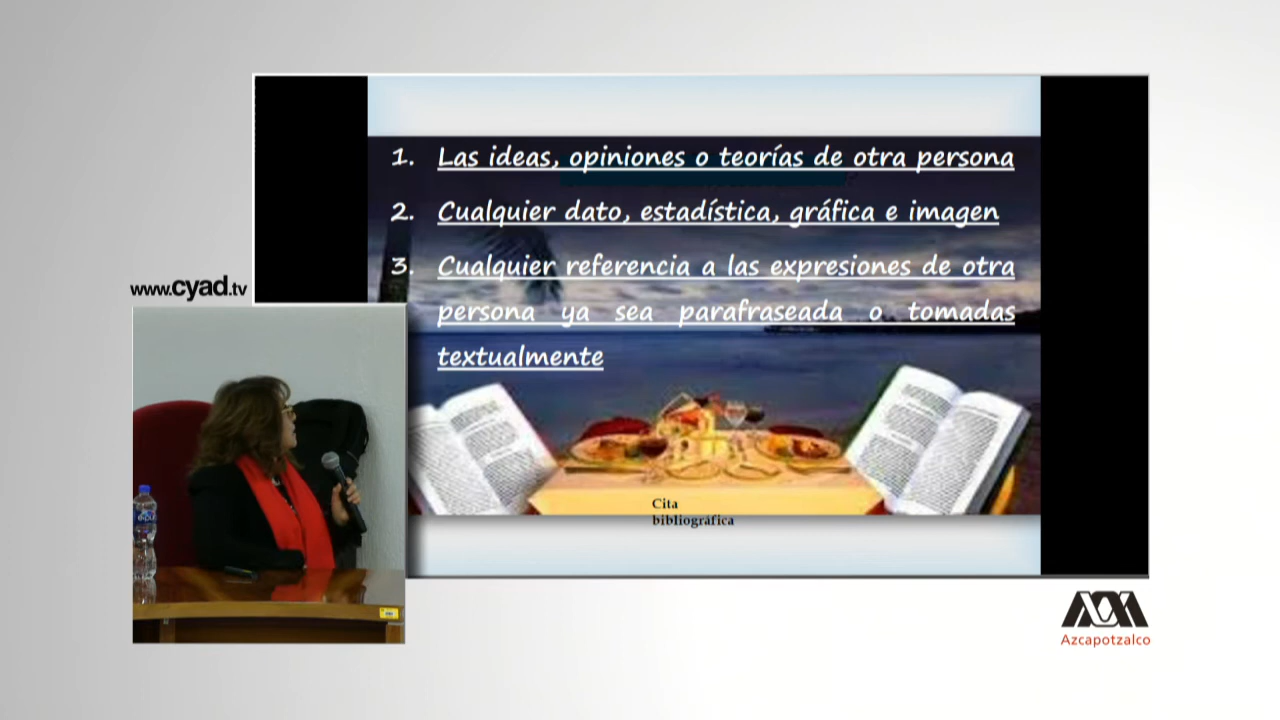 1. Las ideas, opiniones o teorías de otra persona
2. Cualquier dato, estadística, gráfica e imagen
3. Cualquier referencia a las expresiones de otra
persona ya sea parafraseada o tomadas
textualmente
Cita
bibliográfica
www.cyad.tv
epura
Azcapotzalco